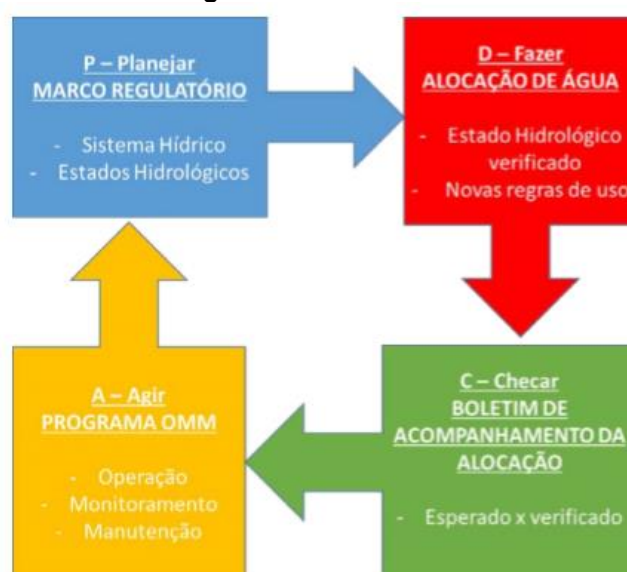 P – Planejar
MARCO REGULATÓRIO
- Sistema Hídrico
- Estados Hidrológicos
D – Fazer
ALOCAÇÃO DE ÁGUA
- Estado Hidrológico
verificado
- Novas regras de uso
C – Checar
BOLETIM DE
ACOMPANHAMENTO DA
ALOCAÇÃO
- Esperado x verificado
A – Agir
PROGRAMA OMM
- Operação
- Monitoramento
- Manutenção